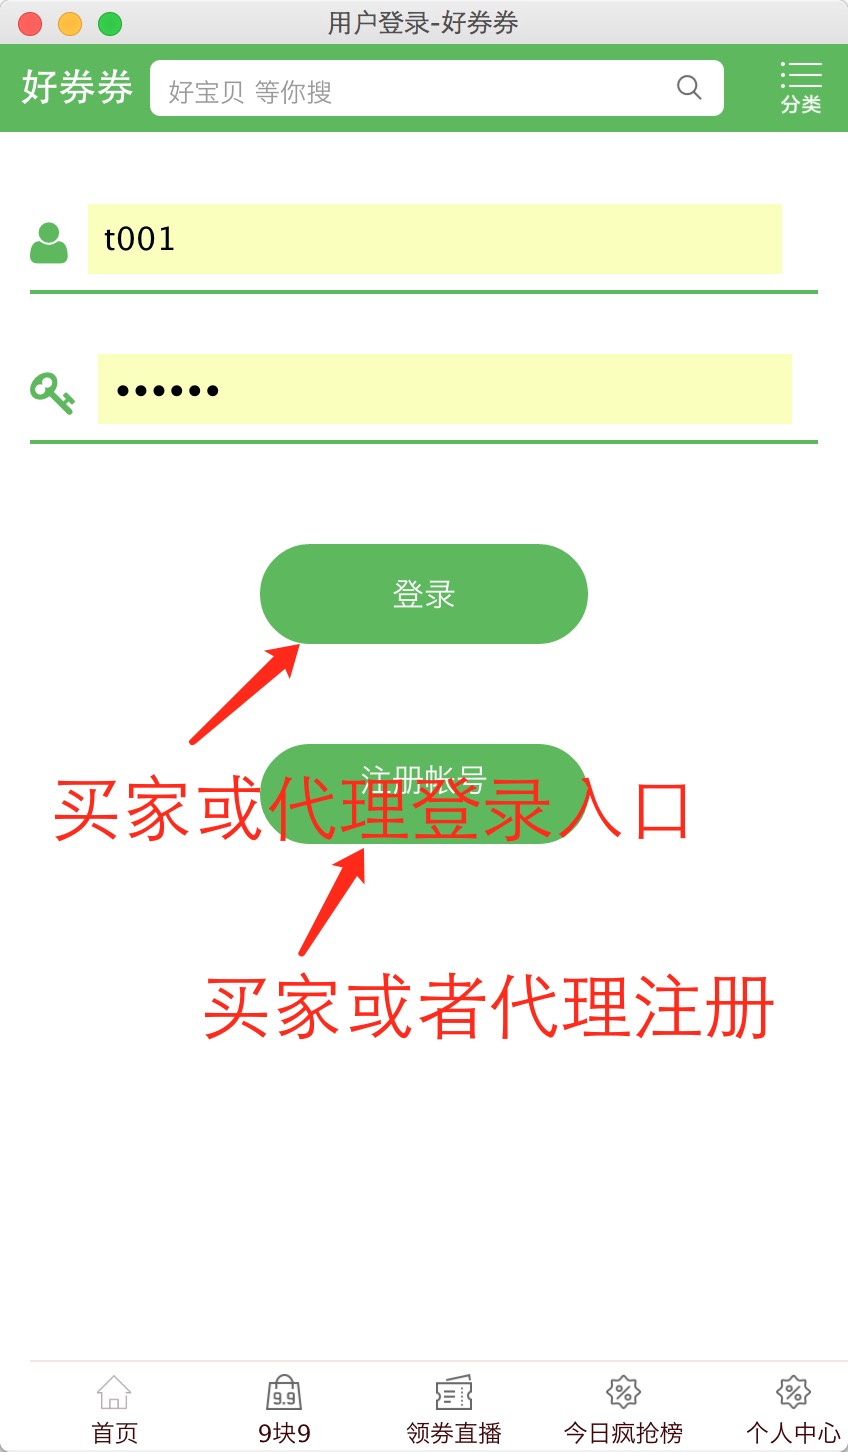 用户登录-好券券
好券券
好宝贝 等你搜
分类
t001
••••••
登录
注册帐号
买家或代理登录入口
买家或者代理注册
9.9
首页
9块9
领券直播
今日疯抢榜
个人中心